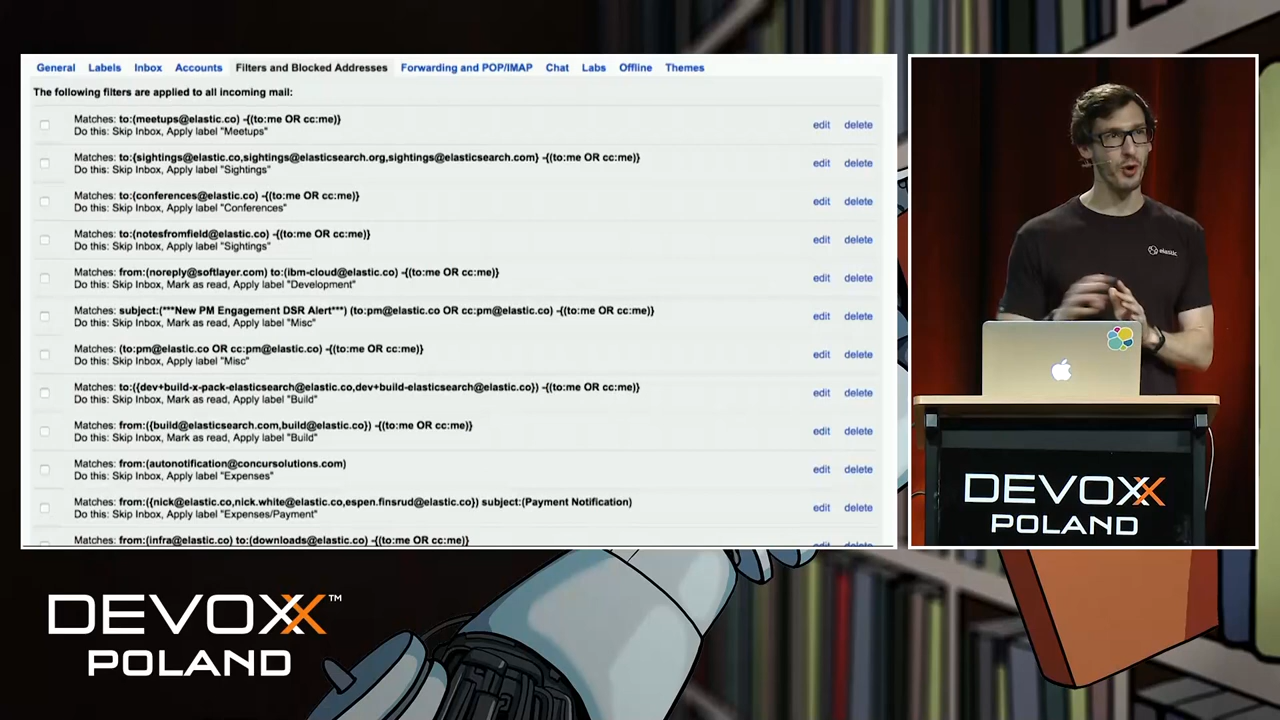 General Labels Inbox Accounts Filters and Blocked Addresses Forwarding and POP/IMAP Chat Labs Offline Themes
The following filters are applied to all incoming mail:
Matches: to:(meetups@elastic.co) -{(to:me OR cc:me)}
Do this: Skip Inbox, Apply label "Meetups"
edit delete
Matches: to:{sightings@elastic.co,sightings@elasticsearch.org,sightings@elasticsearch.com} -{(to:me OR cc:me)}
Do this: Skip Inbox, Apply label "Sightings"
edit delete
Matches: to:(conferences@elastic.co) -{(to:me OR cc:me)}
Do this: Skip Inbox, Apply label "Conferences"
edit delete
Matches: to:(notesfromfield@elastic.co) -{(to:me OR cc:me)}
Do this: Skip Inbox, Apply label "Sightings"
edit delete
Matches: from:(noreply@softlayer.com) to:(ibm-cloud@elastic.co) -{(to:me OR cc:me)}
Do this: Skip Inbox, Mark as read, Apply label "Development"
edit delete
Matches: subject:(***New PM Engagement DSR Alert***) (to:pm@elastic.co OR cc:pm@elastic.co) -{(to:me OR cc:me)}
Do this: Skip Inbox, Mark as read, Apply label "Misc"
edit delete
Matches: (to:pm@elastic.co OR cc:pm@elastic.co) -{(to:me OR cc:me)}
Do this: Skip Inbox, Apply label "Misc"
edit delete
Matches: to:({dev+build-x-pack-elasticsearch@elastic.co,dev+build-elasticsearch@elastic.co}) -{(to:me OR cc:me)}
Do this: Skip Inbox, Mark as read, Apply label "Build"
edit delete
Matches: from:({build@elasticsearch.com,build@elastic.co}) -{(to:me OR cc:me)}
Do this: Skip Inbox, Mark as read, Apply label "Build"
edit delete
Matches: from:(autonotification@concursolutions.com)
Do this: Skip Inbox, Apply label "Expenses"
edit delete
Matches: from:({nick@elastic.co,nick.white@elastic.co,espen.finsrud@elastic.co}) subject:(Payment Notification)
Do this: Skip Inbox, Apply label "Expenses/Payment"
edit delete
Matches: from:(infra@elastic.co) to:(downloads@elastic.co) -{(to:me OR cc:me)}
edit delete
elastic
DEVOXX
POLAND
DEVOXX™
POLAND